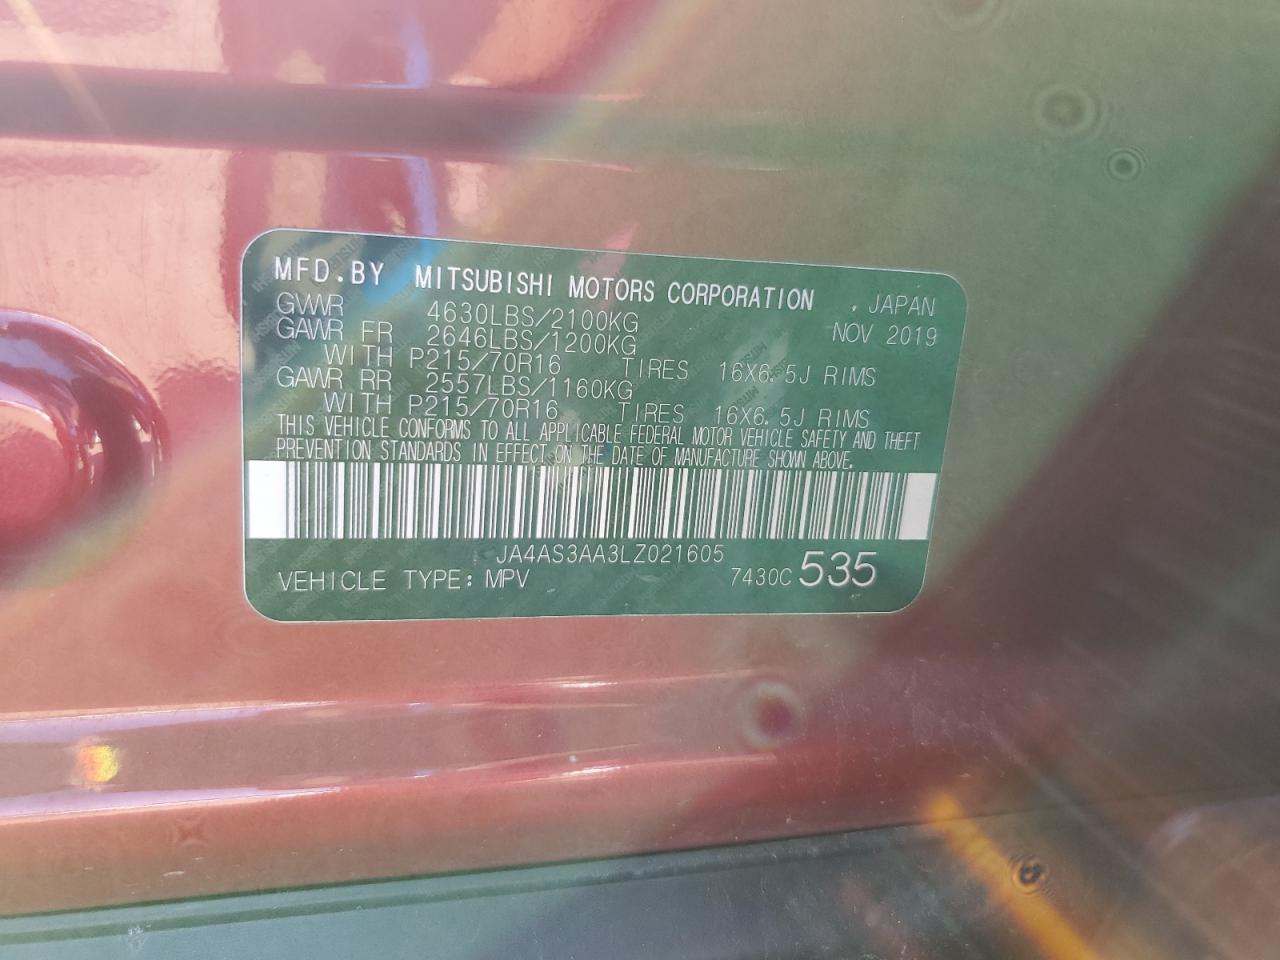 MFD.BY MITSUBISHI MOTORS CORPORATION , JAPAN
GVWR 4630LBS/2100KG NOV 2019
GAWR FR 2646LBS/1200KG
WITH P215/70R16 TIRES 16X6.5J RIMS
GAWR RR 2557LBS/1160KG
WITH P215/70R16 TIRES 16X6.5J RIMS
THIS VEHICLE CONFORMS TO ALL APPLICABLE FEDERAL MOTOR VEHICLE SAFETY AND THEFT
PREVENTION STANDARDS IN EFFECT ON THE DATE OF MANUFACTURE SHOWN ABOVE.
JA4AS3AA3LZ021605
VEHICLE TYPE: MPV 7430C 535